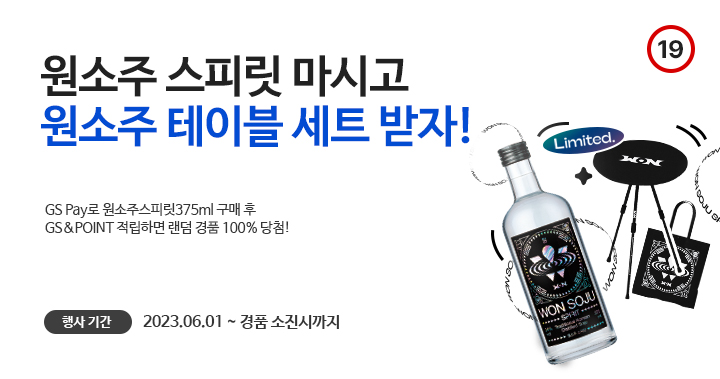 19
원소주 스피릿 마시고
원소주 테이블 세트 받자!
Limited.
WON
GS Pay로 원소주스피릿375ml 구매 후
GS&POINT 적립하면 랜덤 경품 100% 당첨!
WON
WON SOJU
SPIRIT
행사 기간
2023.06.01 ~ 경품 소진시까지